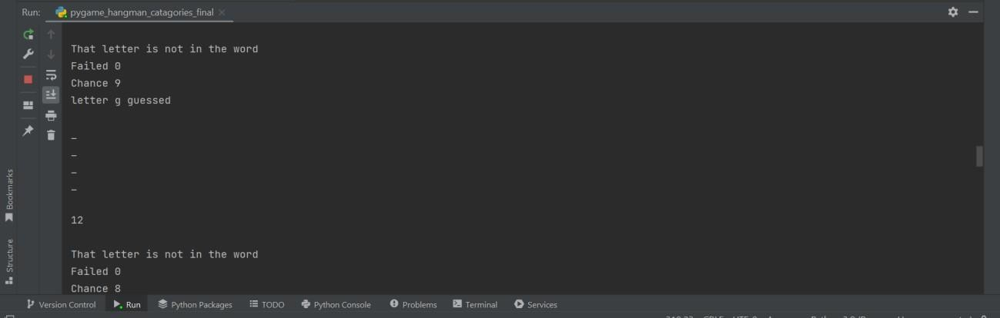 Run: pygame_hangman_catagories_final
That letter is not in the word
Failed 0
Chance 9
letter g guessed
_
_
_
_
12
That letter is not in the word
Failed 0
Chance 8
Bookmarks
Structure
Version Control Run Python Packages TODO Python Console Problems Terminal Services